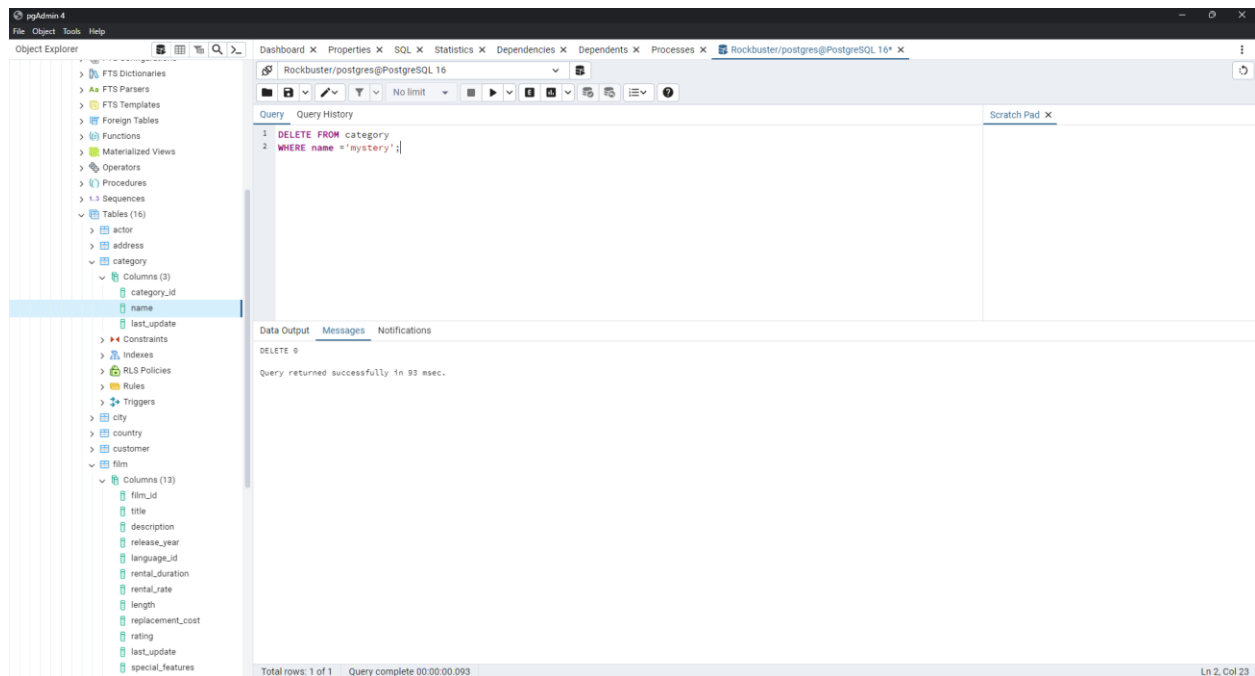 pgAdmin 4
File Object Tools Help
Object Explorer
Dashboard Properties SQL Statistics Dependencies Dependents Processes Rockbuster/postgres@PostgreSQL 16*
FTS Dictionaries
Aa FTS Parsers
FTS Templates
Foreign Tables
Functions
Materialized Views
Operators
Procedures
1..3 Sequences
Tables (16)
actor
address
category
Columns (3)
category_id
name
last_update
Constraints
Indexes
RLS Policies
Rules
Triggers
city
country
customer
film
Columns (13)
film_id
title
description
release_year
language_id
rental_duration
rental_rate
length
replacement_cost
rating
last_update
special_features
Rockbuster/postgres@PostgreSQL 16
No limit
E
Query Query History
Scratch Pad
1 DELETE FROM category
2 WHERE name ='mystery';
Data Output Messages Notifications
DELETE 0
Query returned successfully in 93 msec.
Total rows: 1 of 1 Query complete 00:00:00.093 Ln 2, Col 23